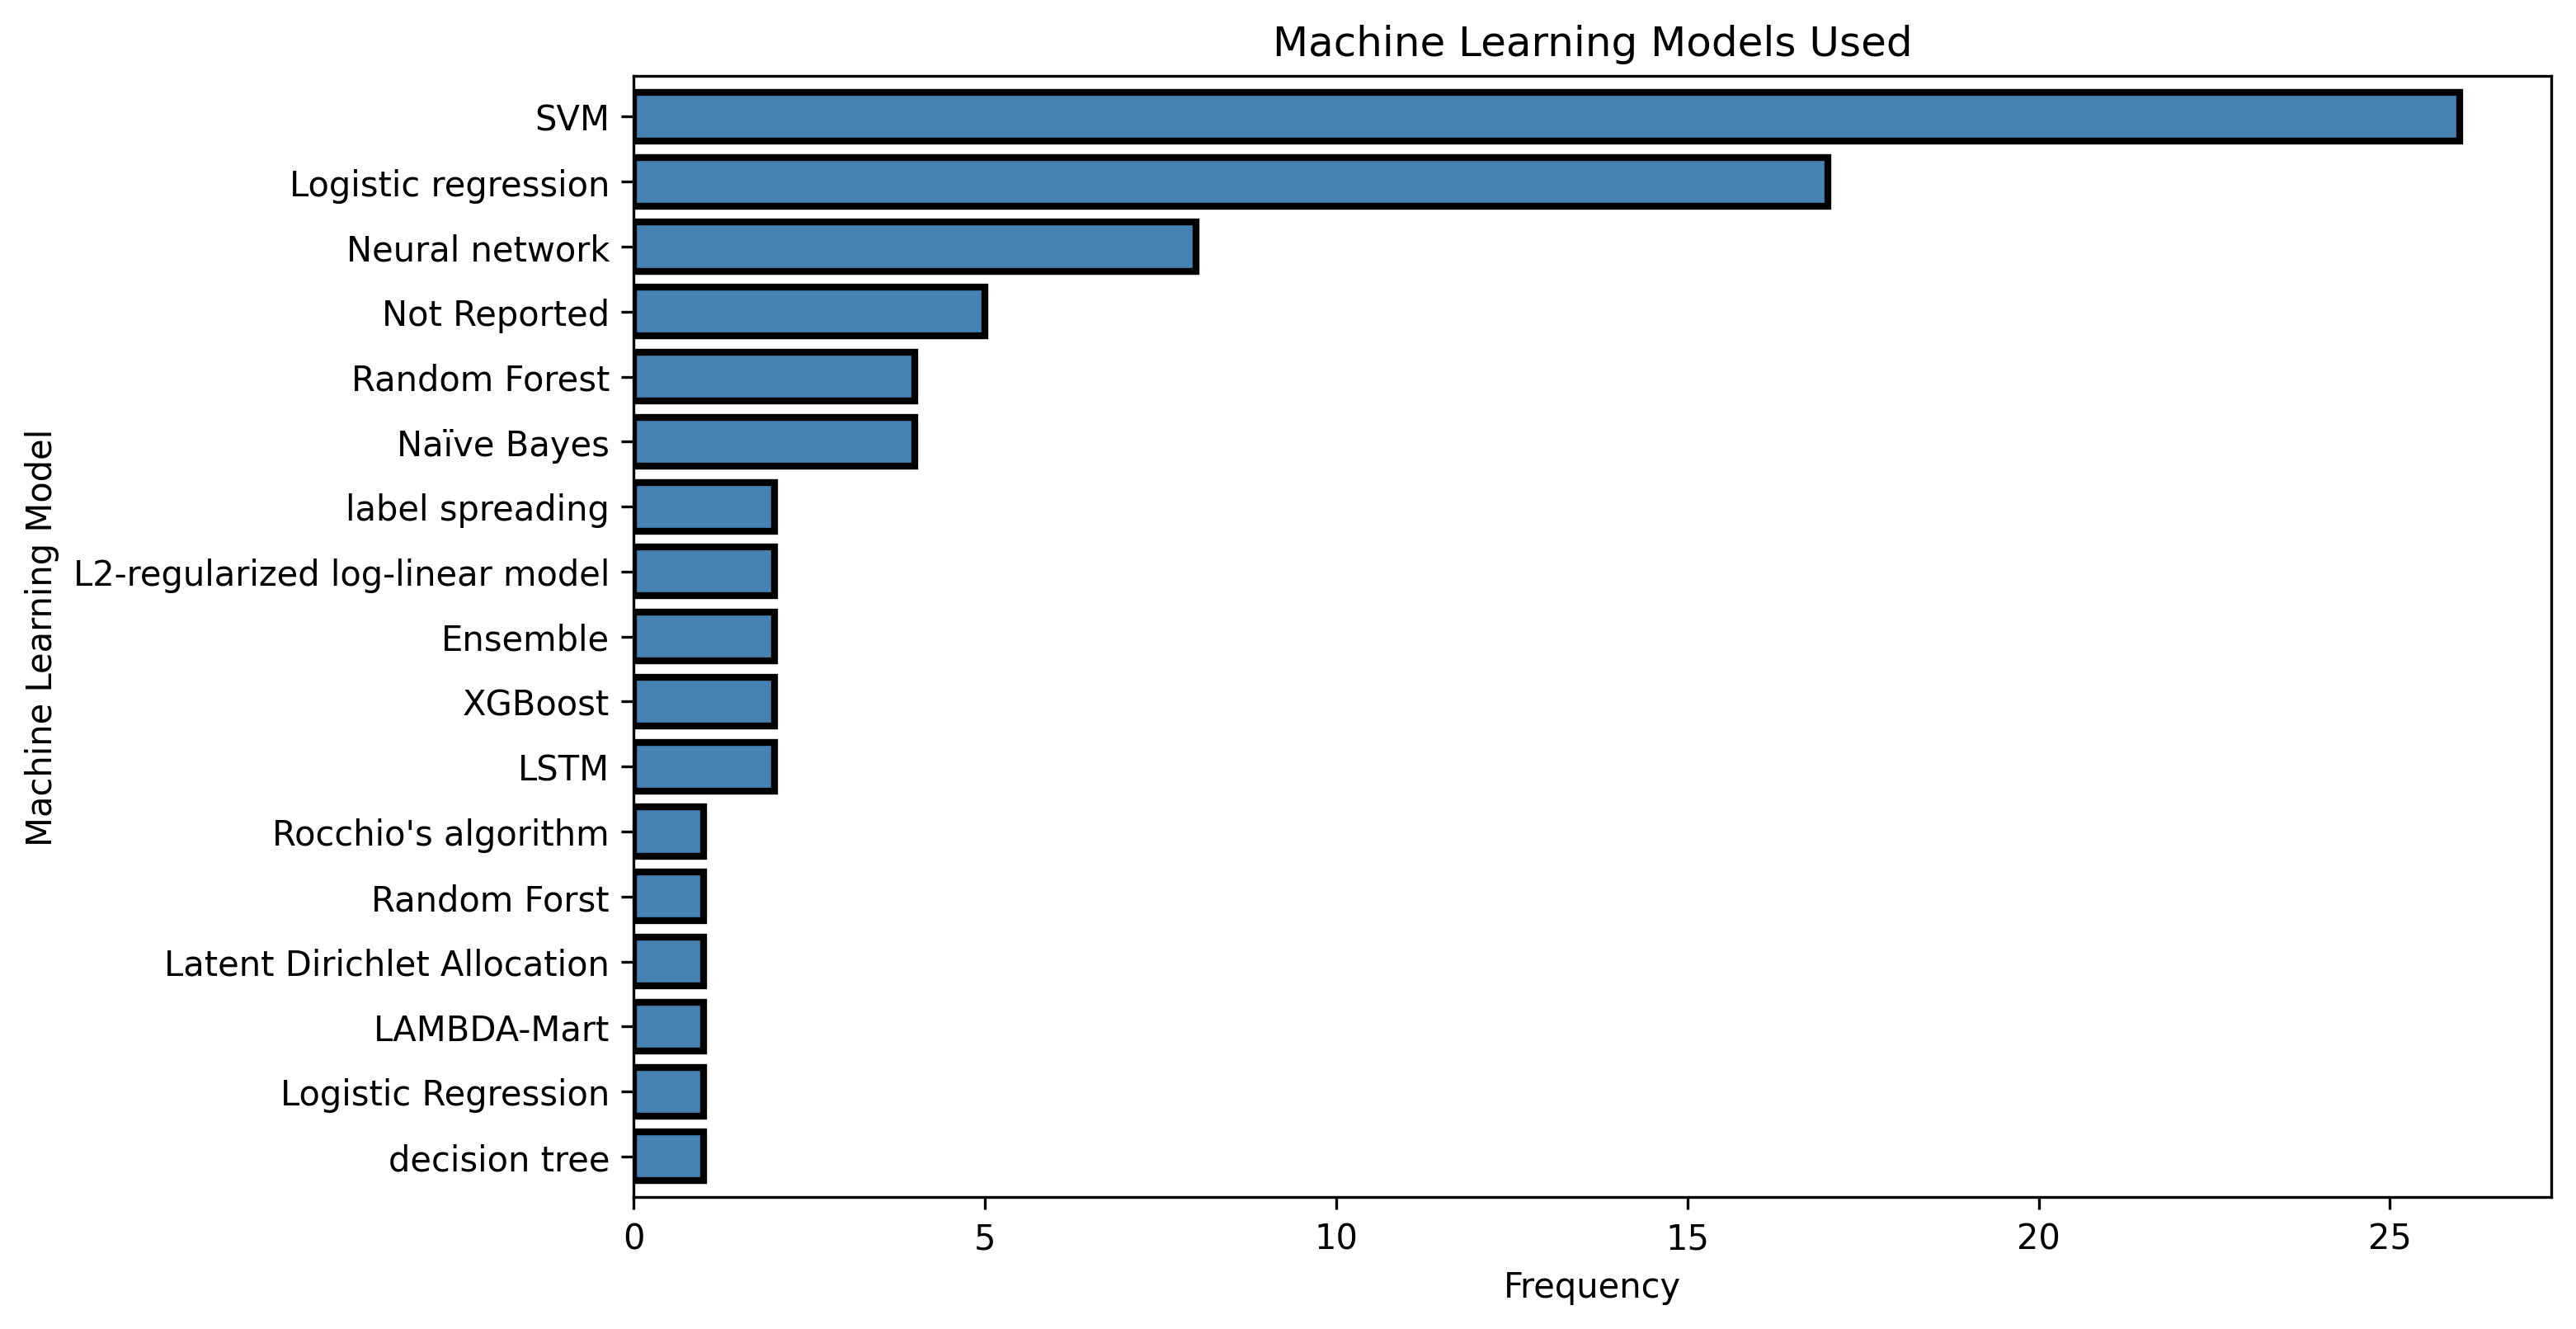 Machine Learning Models Used
SVM
Logistic regression
Neural network
Not Reported
Random Forest
Naïve Bayes
label spreading
L2-regularized log-linear model
Ensemble
XGBoost
LSTM
Rocchio's algorithm
Random Forst
Latent Dirichlet Allocation
LAMBDA-Mart
Logistic Regression
decision tree
Machine Learning Model
0 5 10 15 20 25
Frequency